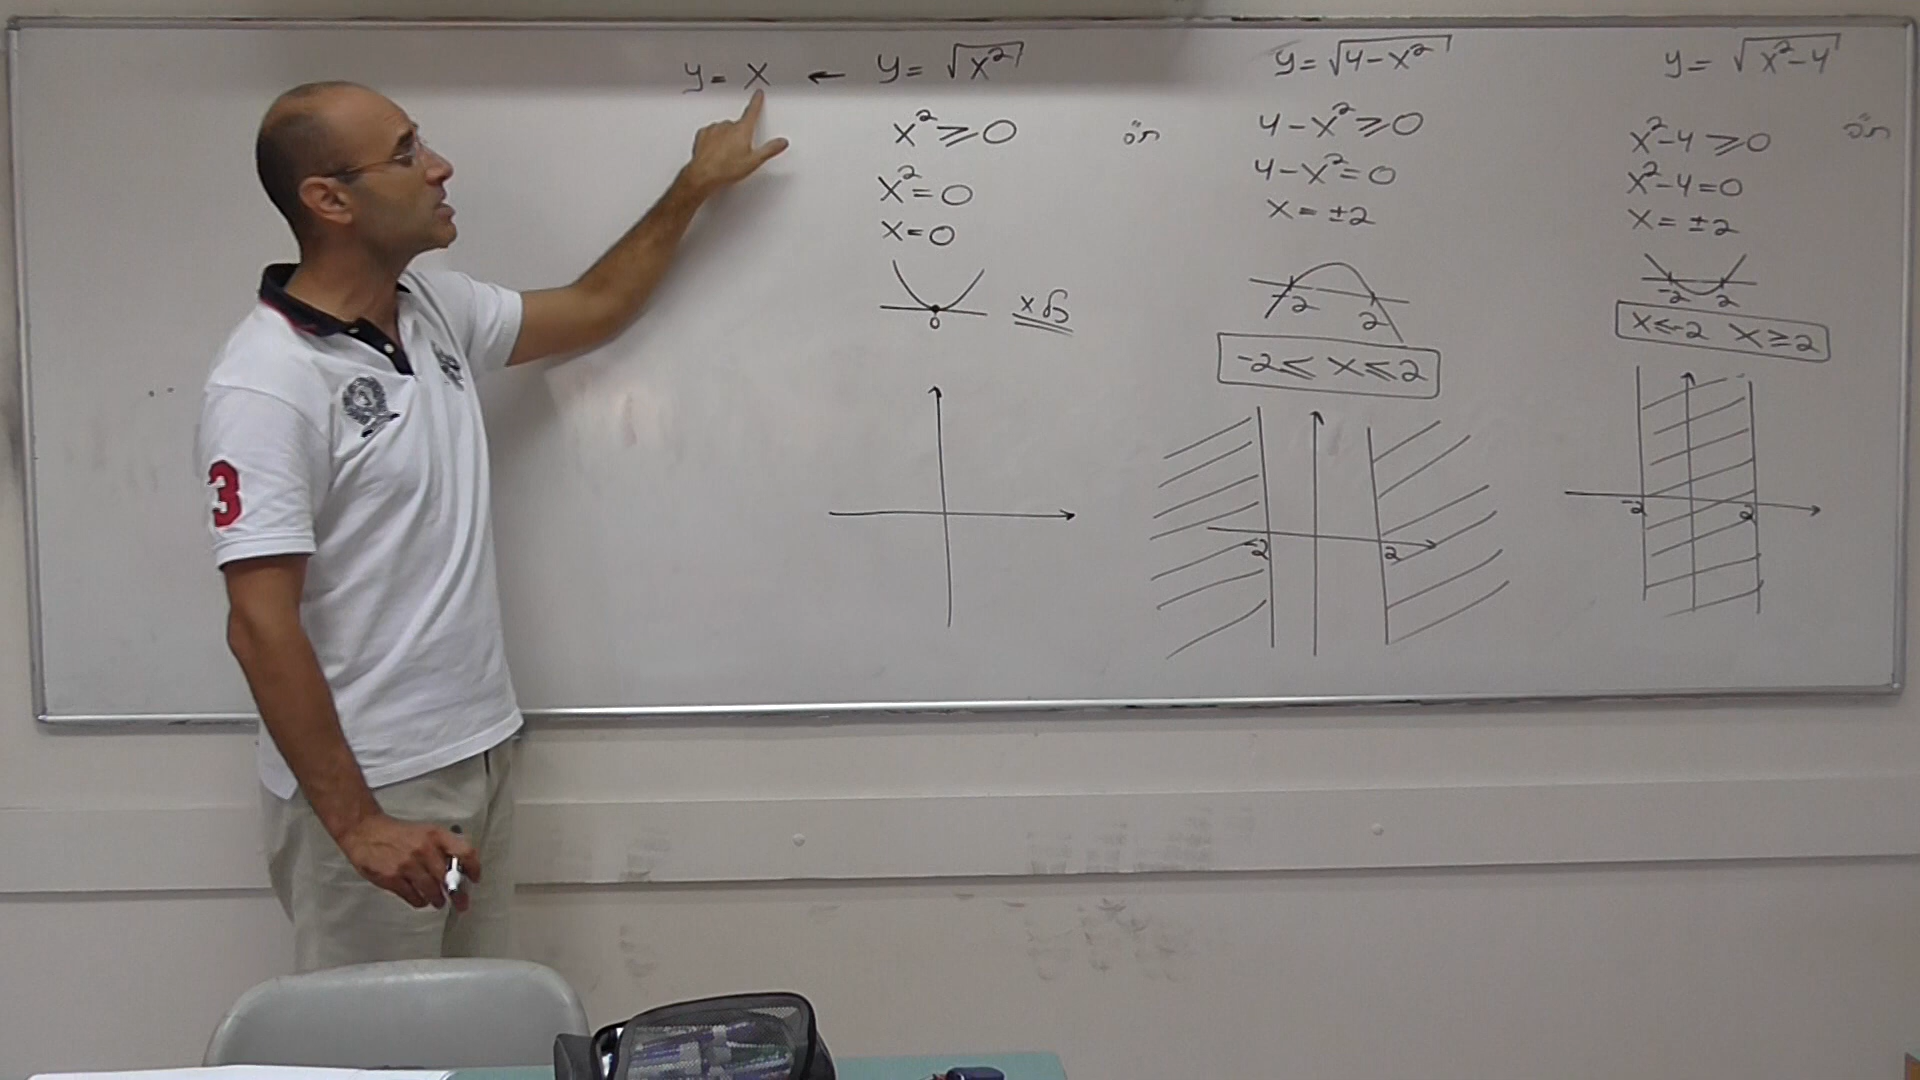 y = x ← y = √x²
x² ≥ 0
x² = 0
x = 0
0
x כל
y = √4-x²
ת"ה
4-x² ≥ 0
4-x² = 0
x = ±2
-2 2
-2 ≤ x ≤ 2
-2 2
y = √x²-4
ת"ה
x²-4 ≥ 0
x²-4 = 0
x = ±2
-2 2
x ≤ -2 x ≥ 2
-2 2
3